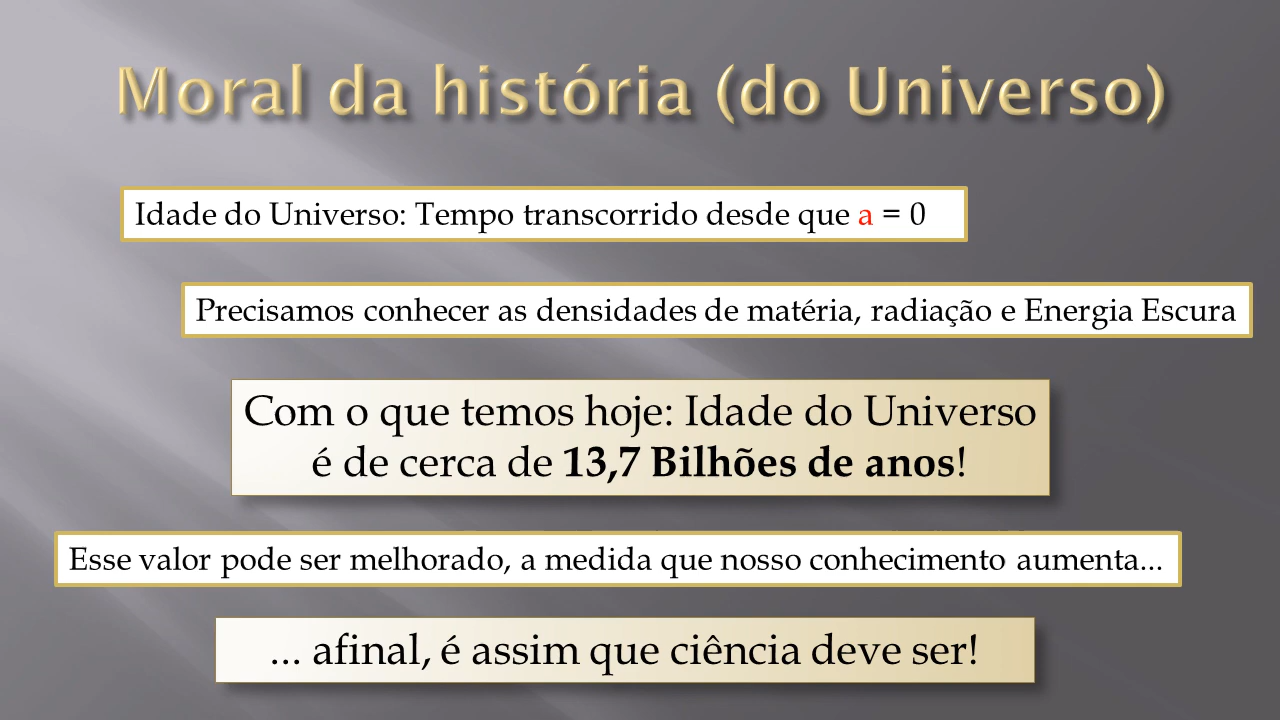 Moral da história (do Universo)
Idade do Universo: Tempo transcorrido desde que a = 0
Precisamos conhecer as densidades de matéria, radiação e Energia Escura
Com o que temos hoje: Idade do Universo
é de cerca de 13,7 Bilhões de anos!
Esse valor pode ser melhorado, a medida que nosso conhecimento aumenta...
... afinal, é assim que ciência deve ser!